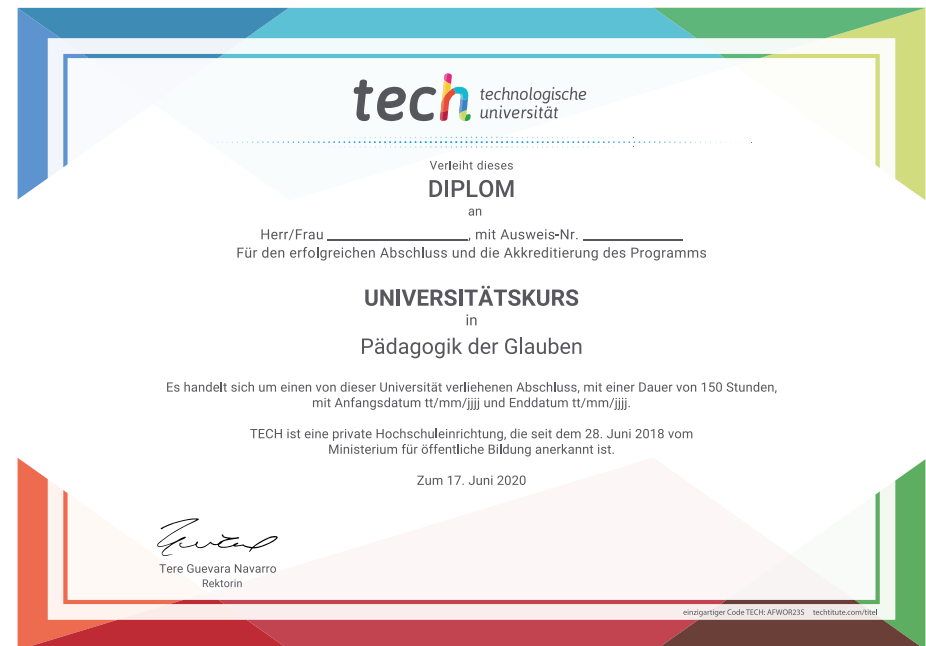 tech technologische
universität
Verleiht dieses
DIPLOM
an
Herr/Frau ____________________, mit Ausweis-Nr. ______________
Für den erfolgreichen Abschluss und die Akkreditierung des Programms
UNIVERSITÄTSKURS
in
Pädagogik der Glauben
Es handelt sich um einen von dieser Universität verliehenen Abschluss, mit einer Dauer von 150 Stunden,
mit Anfangsdatum tt/mm/jjjj und Enddatum tt/mm/jjjj.
TECH ist eine private Hochschuleinrichtung, die seit dem 28. Juni 2018 vom
Ministerium für öffentliche Bildung anerkannt ist.
Zum 17. Juni 2020
Tere Guevara Navarro
Rektorin
einzigartiger Code TECH: AFWOR23S techtitute.com/titel